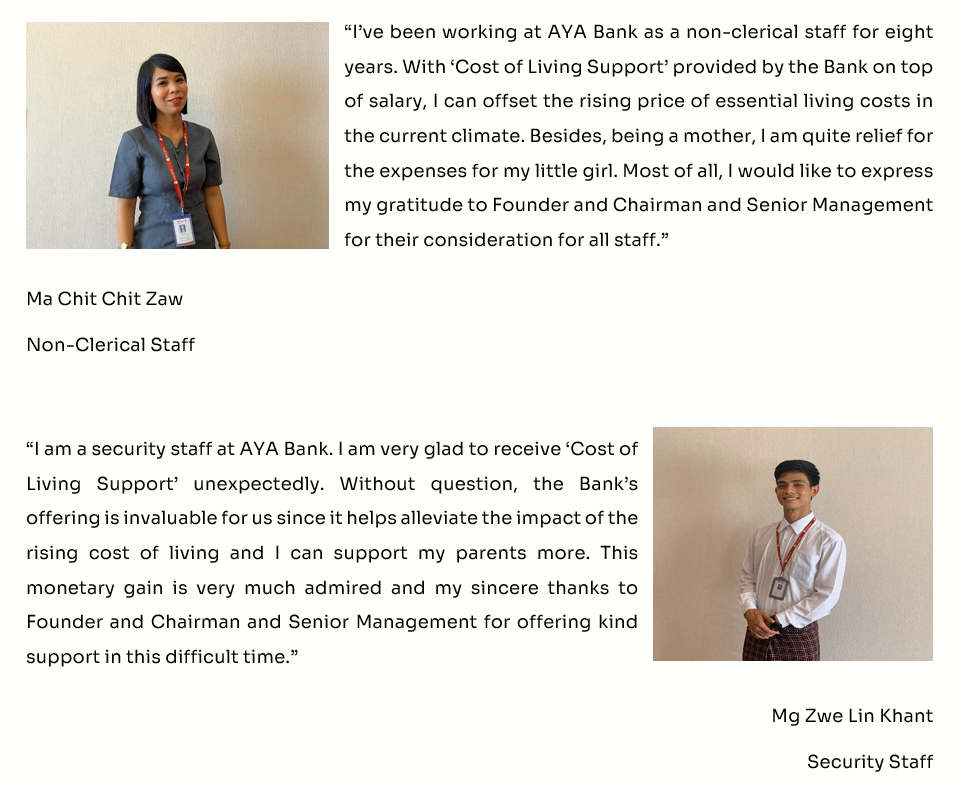 “I’ve been working at AYA Bank as a non-clerical staff for eight
years. With ‘Cost of Living Support’ provided by the Bank on top
of salary, I can offset the rising price of essential living costs in
the current climate. Besides, being a mother, I am quite relief for
the expenses for my little girl. Most of all, I would like to express
my gratitude to Founder and Chairman and Senior Management
for their consideration for all staff.”
Ma Chit Chit Zaw
Non-Clerical Staff
“I am a security staff at AYA Bank. I am very glad to receive ‘Cost of
Living Support’ unexpectedly. Without question, the Bank’s
offering is invaluable for us since it helps alleviate the impact of the
rising cost of living and I can support my parents more. This
monetary gain is very much admired and my sincere thanks to
Founder and Chairman and Senior Management for offering kind
support in this difficult time.”
Mg Zwe Lin Khant
Security Staff